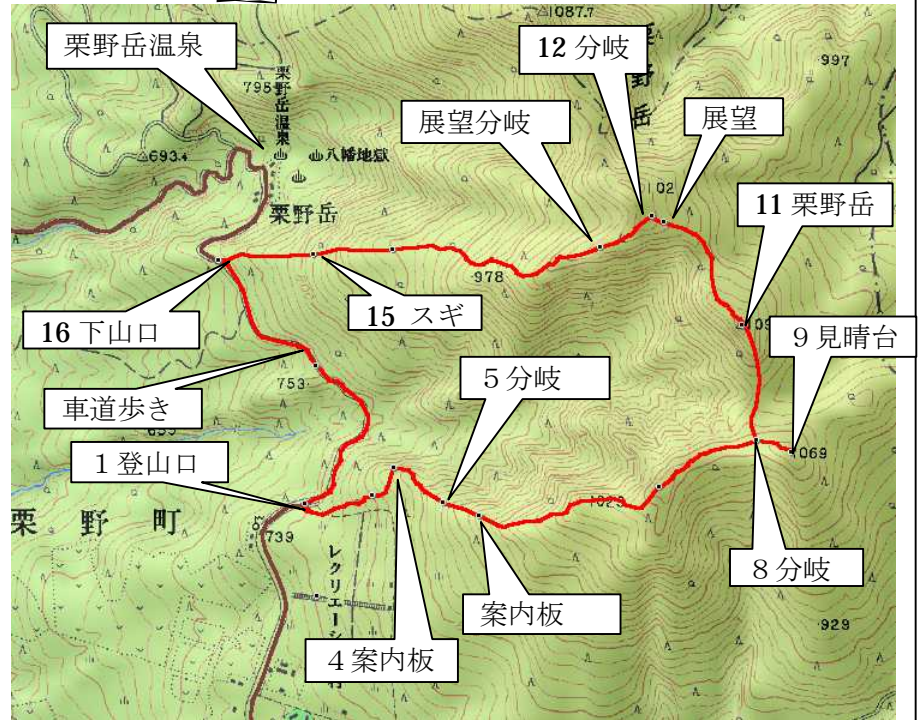 栗野岳温泉
12 分岐
展望分岐
展望
11 栗野岳
9 見晴台
16 下山口
15 スギ
車道歩き
5 分岐
1 登山口
8 分岐
案内板
4 案内板
1087.7
997
795
栗野岳温泉
693.4
八幡地獄
栗野岳
102
978
753
1069
1023
栗野町
739
929